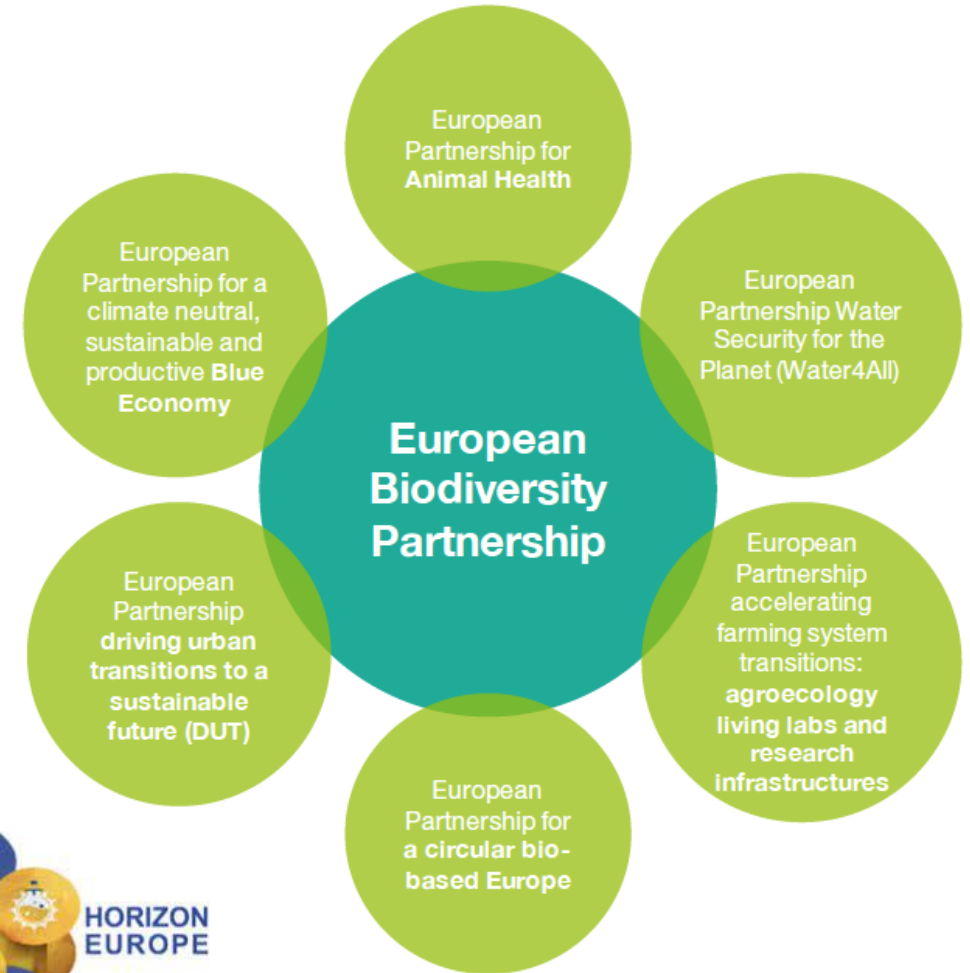 European
Partnership for
Animal Health
European
Partnership for a
climate neutral,
sustainable and
productive Blue
Economy
European
Partnership Water
Security for the
Planet (Water4All)
European
Biodiversity
Partnership
European
Partnership
driving urban
transitions to a
sustainable
future (DUT)
European
Partnership
accelerating
farming system
transitions:
agroecology
living labs and
research
infrastructures
European
Partnership for
a circular bio-
based Europe
HORIZON
EUROPE